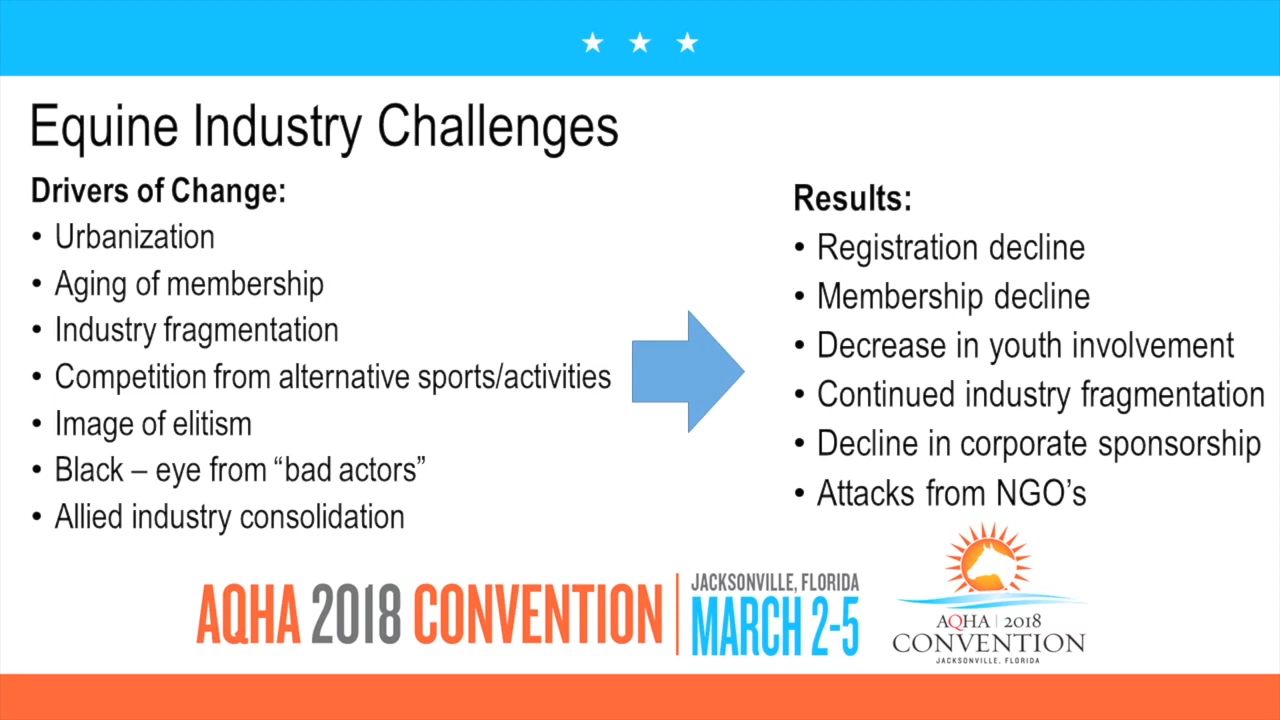 Equine Industry Challenges
Drivers of Change:
• Urbanization
• Aging of membership
• Industry fragmentation
• Competition from alternative sports/activities
• Image of elitism
• Black – eye from “bad actors”
• Allied industry consolidation
Results:
• Registration decline
• Membership decline
• Decrease in youth involvement
• Continued industry fragmentation
• Decline in corporate sponsorship
• Attacks from NGO’s
AQHA 2018 CONVENTION
JACKSONVILLE, FLORIDA
MARCH 2-5
AQHA | 2018
CONVENTION
JACKSONVILLE, FLORIDA